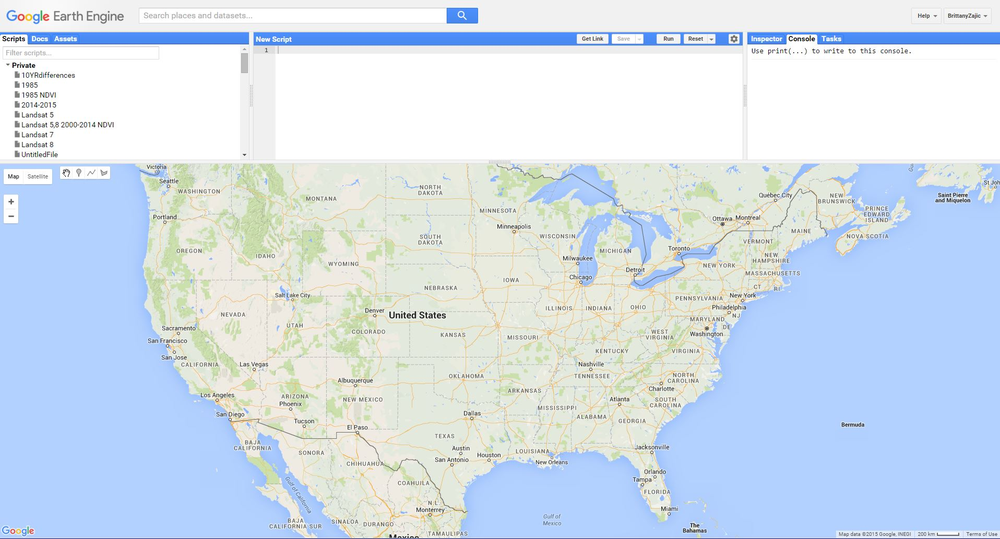 Google Earth Engine
Search places and datasets...
Help
BrittanyZajic
Scripts Docs Assets
New Script
Get Link Save Run Reset
Inspector Console Tasks
Filter scripts...
1
Use print(...) to write to this console.
Private
10YRdifferences
1985
1985 NDVI
2014-2015
Landsat 5
Landsat 5,8 2000-2014 NDVI
Landsat 7
Landsat 8
UntitledFile
Map Satellite
+
−
Victoria
Seattle
WASHINGTON
Portland
OREGON
IDAHO
MONTANA
WYOMING
NORTH
DAKOTA
SOUTH
DAKOTA
MINNESOTA
Minneapolis
WISCONSIN
Milwaukee
Chicago
MICHIGAN
Detroit
Toronto
Ottawa
Montreal
Québec City
NEW
BRUNSWICK
PRINCE
EDWARD
ISLAND
NOVA SCOTIA
Saint Pierre
and Miquelon
St Joh
MAINE
VERMONT
NEW
HAMPSHIRE
MASSACHUSETTS
CT
RI
NEW YORK
New York
PENNSYLVANIA
Philadelphia
NJ
MARYLAND
DE
Washington
NEBRASKA
IOWA
ILLINOIS
INDIANA
OHIO
Salt Lake City
NEVADA
UTAH
Denver
COLORADO
United States
KANSAS
MISSOURI
WEST
VIRGINIA
VIRGINIA
KENTUCKY
Sacramento
San Francisco
San Jose
CALIFORNIA
Las Vegas
Los Angeles
San Diego
ARIZONA
Phoenix
Tucson
Albuquerque
NEW MEXICO
El Paso
OKLAHOMA
ARKANSAS
Nashville
TENNESSEE
NORTH
CAROLINA
Charlotte
SOUTH
CAROLINA
Atlanta
MISSISSIPPI
ALABAMA
GEORGIA
Dallas
TEXAS
Austin
San Antonio
Houston
LOUISIANA
New Orleans
Jacksonville
Orlando
Tampa
FLORIDA
Miami
Bermuda
BAJA
CALIFORNIA
SONORA
CHIHUAHUA
COAHUILA
N.L.
Monterrey
Gulf of California
BAJA
CALIFORNIA SUR
SINALOA
DURANGO
Mexico
TAMAULIPAS
Gulf of
Mexico
The
Bahamas
Google
Map data ©2015 Google, INEGI 200 km Terms of Use